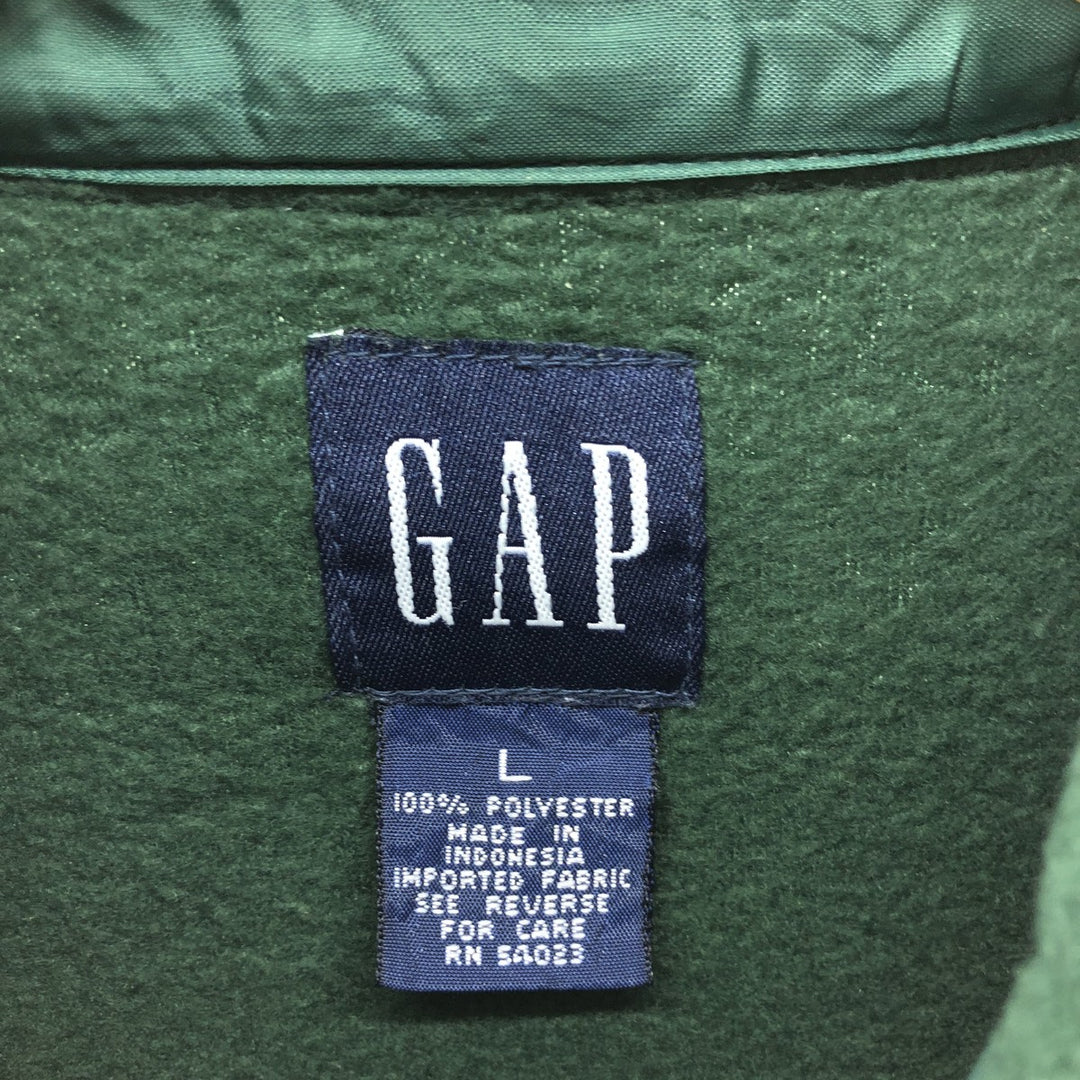 GAP
L
100% POLYESTER
MADE IN
INDONESIA
IMPORTED FABRIC
SEE REVERSE
FOR CARE
RN 54023